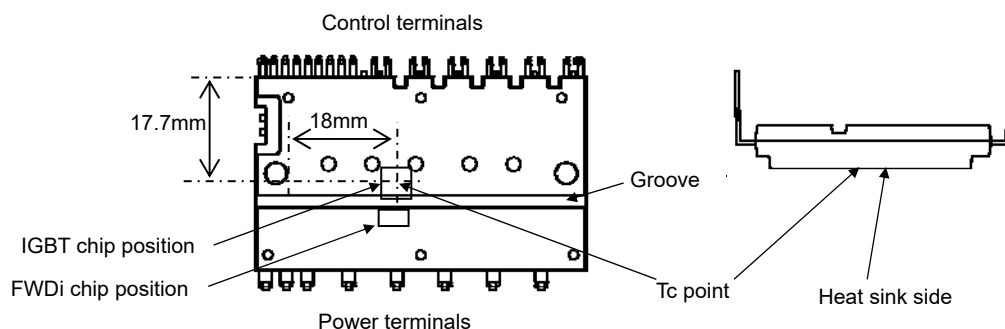 Control terminals
17.7mm
18mm
Groove
IGBT chip position
FWDi chip position
Tc point
Heat sink side
Power terminals